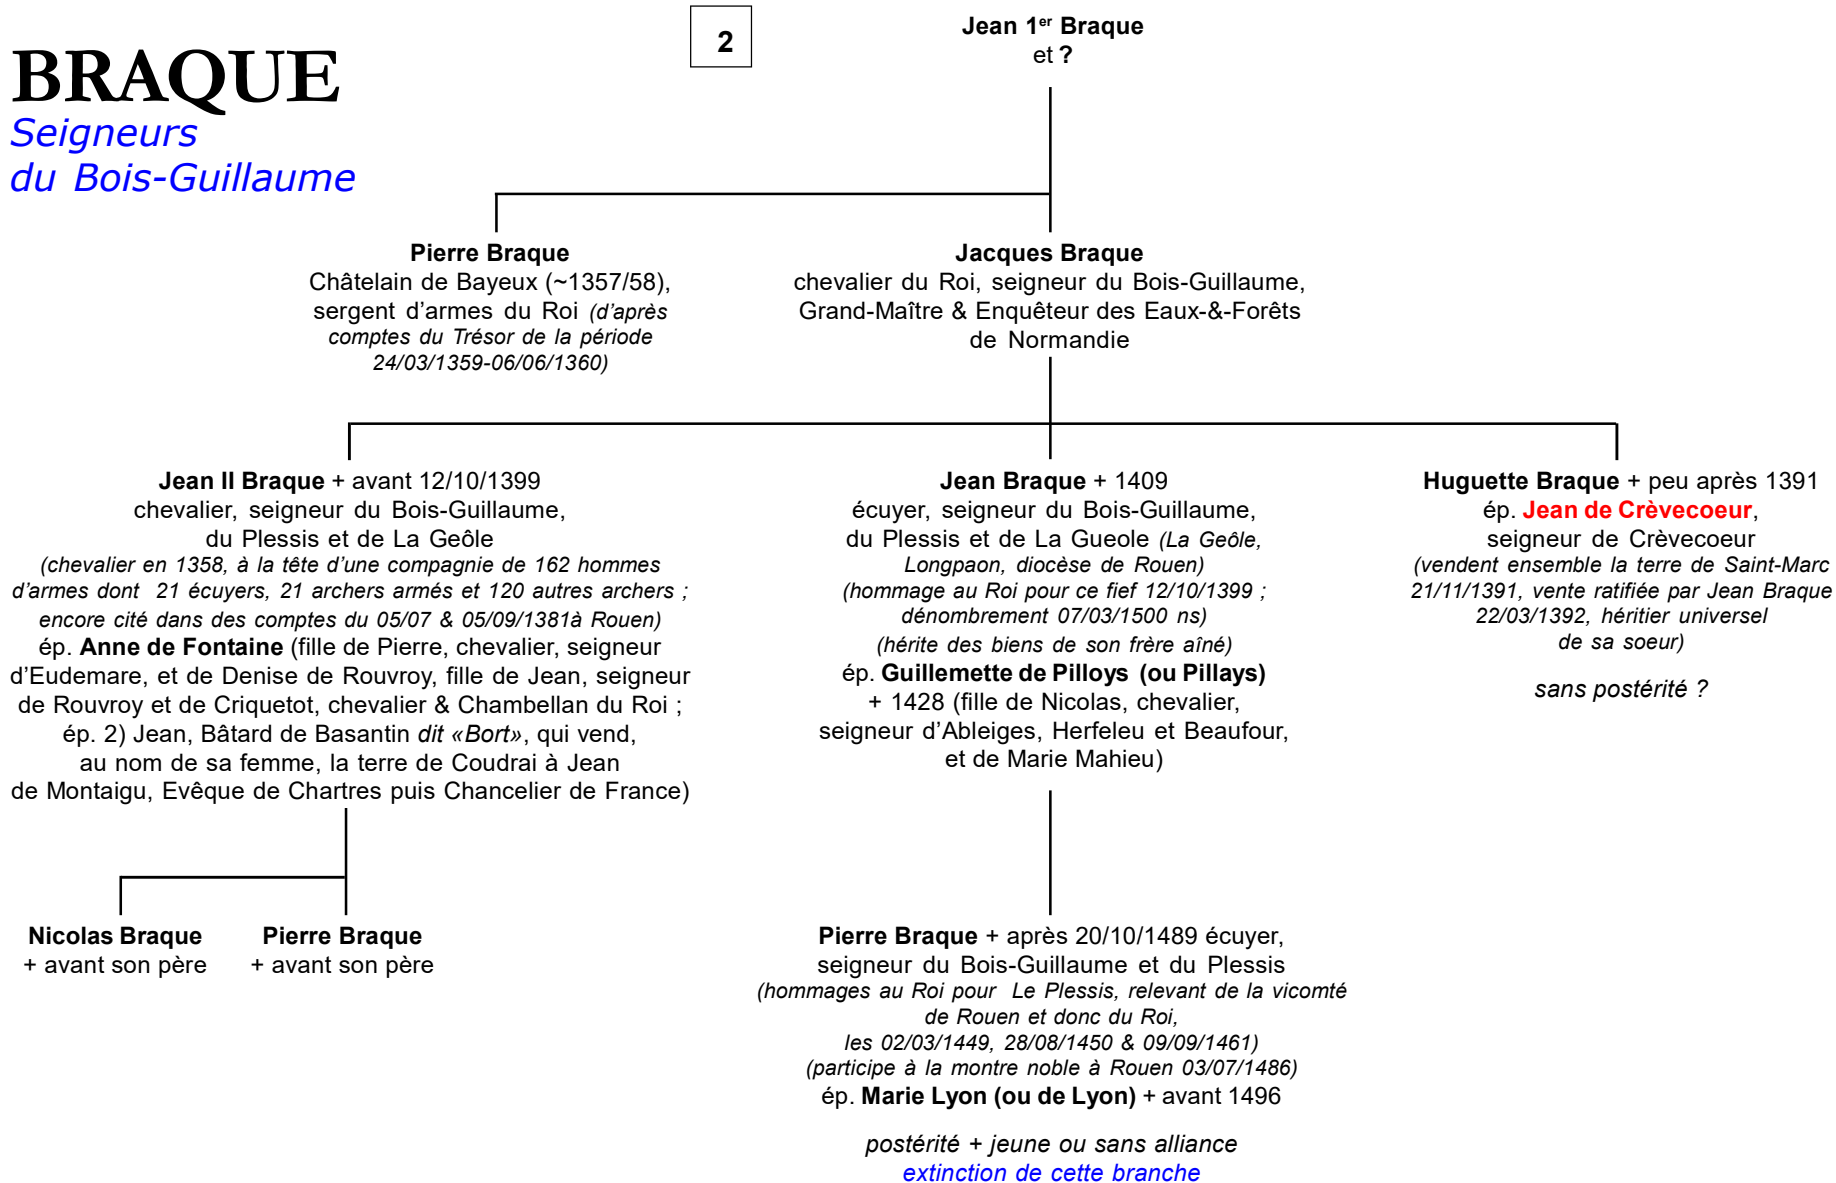 BRAQUE
Seigneurs
du Bois-Guillaume
2
Jean 1er Braque
et ?
Pierre Braque
Châtelain de Bayeux (~1357/58),
sergent d’armes du Roi (d’après
comptes du Trésor de la période
24/03/1359-06/06/1360)
Jacques Braque
chevalier du Roi, seigneur du Bois-Guillaume,
Grand-Maître & Enquêteur des Eaux-&-Forêts
de Normandie
Jean II Braque + avant 12/10/1399
chevalier, seigneur du Bois-Guillaume,
du Plessis et de La Geôle
(chevalier en 1358, à la tête d’une compagnie de 162 hommes
d’armes dont 21 écuyers, 21 archers armés et 120 autres archers ;
encore cité dans des comptes du 05/07 & 05/09/1381à Rouen)
ép. Anne de Fontaine (fille de Pierre, chevalier, seigneur
d’Eudemare, et de Denise de Rouvroy, fille de Jean, seigneur
de Rouvroy et de Criquetot, chevalier & Chambellan du Roi ;
ép. 2) Jean, Bâtard de Basantin dit «Bort», qui vend,
au nom de sa femme, la terre de Coudrai à Jean
de Montaigu, Evêque de Chartres puis Chancelier de France)
Jean Braque + 1409
écuyer, seigneur du Bois-Guillaume,
du Plessis et de La Gueole (La Geôle,
Longpaon, diocèse de Rouen)
(hommage au Roi pour ce fief 12/10/1399 ;
dénombrement 07/03/1500 ns)
(hérite des biens de son frère aîné)
ép. Guillemette de Pilloys (ou Pillays)
+ 1428 (fille de Nicolas, chevalier,
seigneur d’Ableiges, Herfeleu et Beaufour,
et de Marie Mahieu)
Huguette Braque + peu après 1391
ép. Jean de Crèvecoeur,
seigneur de Crèvecoeur
(vendent ensemble la terre de Saint-Marc
21/11/1391, vente ratifiée par Jean Braque
22/03/1392, héritier universel
de sa soeur)
sans postérité ?
Nicolas Braque
+ avant son père
Pierre Braque
+ avant son père
Pierre Braque + après 20/10/1489 écuyer,
seigneur du Bois-Guillaume et du Plessis
(hommages au Roi pour Le Plessis, relevant de la vicomté
de Rouen et donc du Roi,
les 02/03/1449, 28/08/1450 & 09/09/1461)
(participe à la montre noble à Rouen 03/07/1486)
ép. Marie Lyon (ou de Lyon) + avant 1496
postérité + jeune ou sans alliance
extinction de cette branche